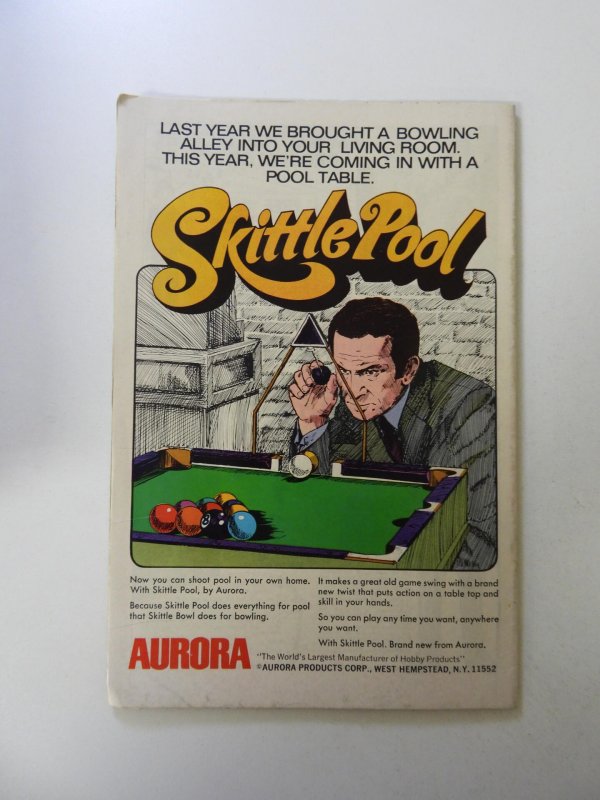 LAST YEAR WE BROUGHT A BOWLING
ALLEY INTO YOUR LIVING ROOM.
THIS YEAR, WE'RE COMING IN WITH A
POOL TABLE.
Skittle Pool
8
Now you can shoot pool in your own home.
With Skittle Pool, by Aurora.
Because Skittle Pool does everything for pool
that Skittle Bowl does for bowling.
It makes a great old game swing with a brand
new twist that puts action on a table top and
skill in your hands.
So you can play any time you want, anywhere
you want.
With Skittle Pool. Brand new from Aurora.
AURORA
"The World's Largest Manufacturer of Hobby Products"
©AURORA PRODUCTS CORP., WEST HEMPSTEAD, N.Y. 11552